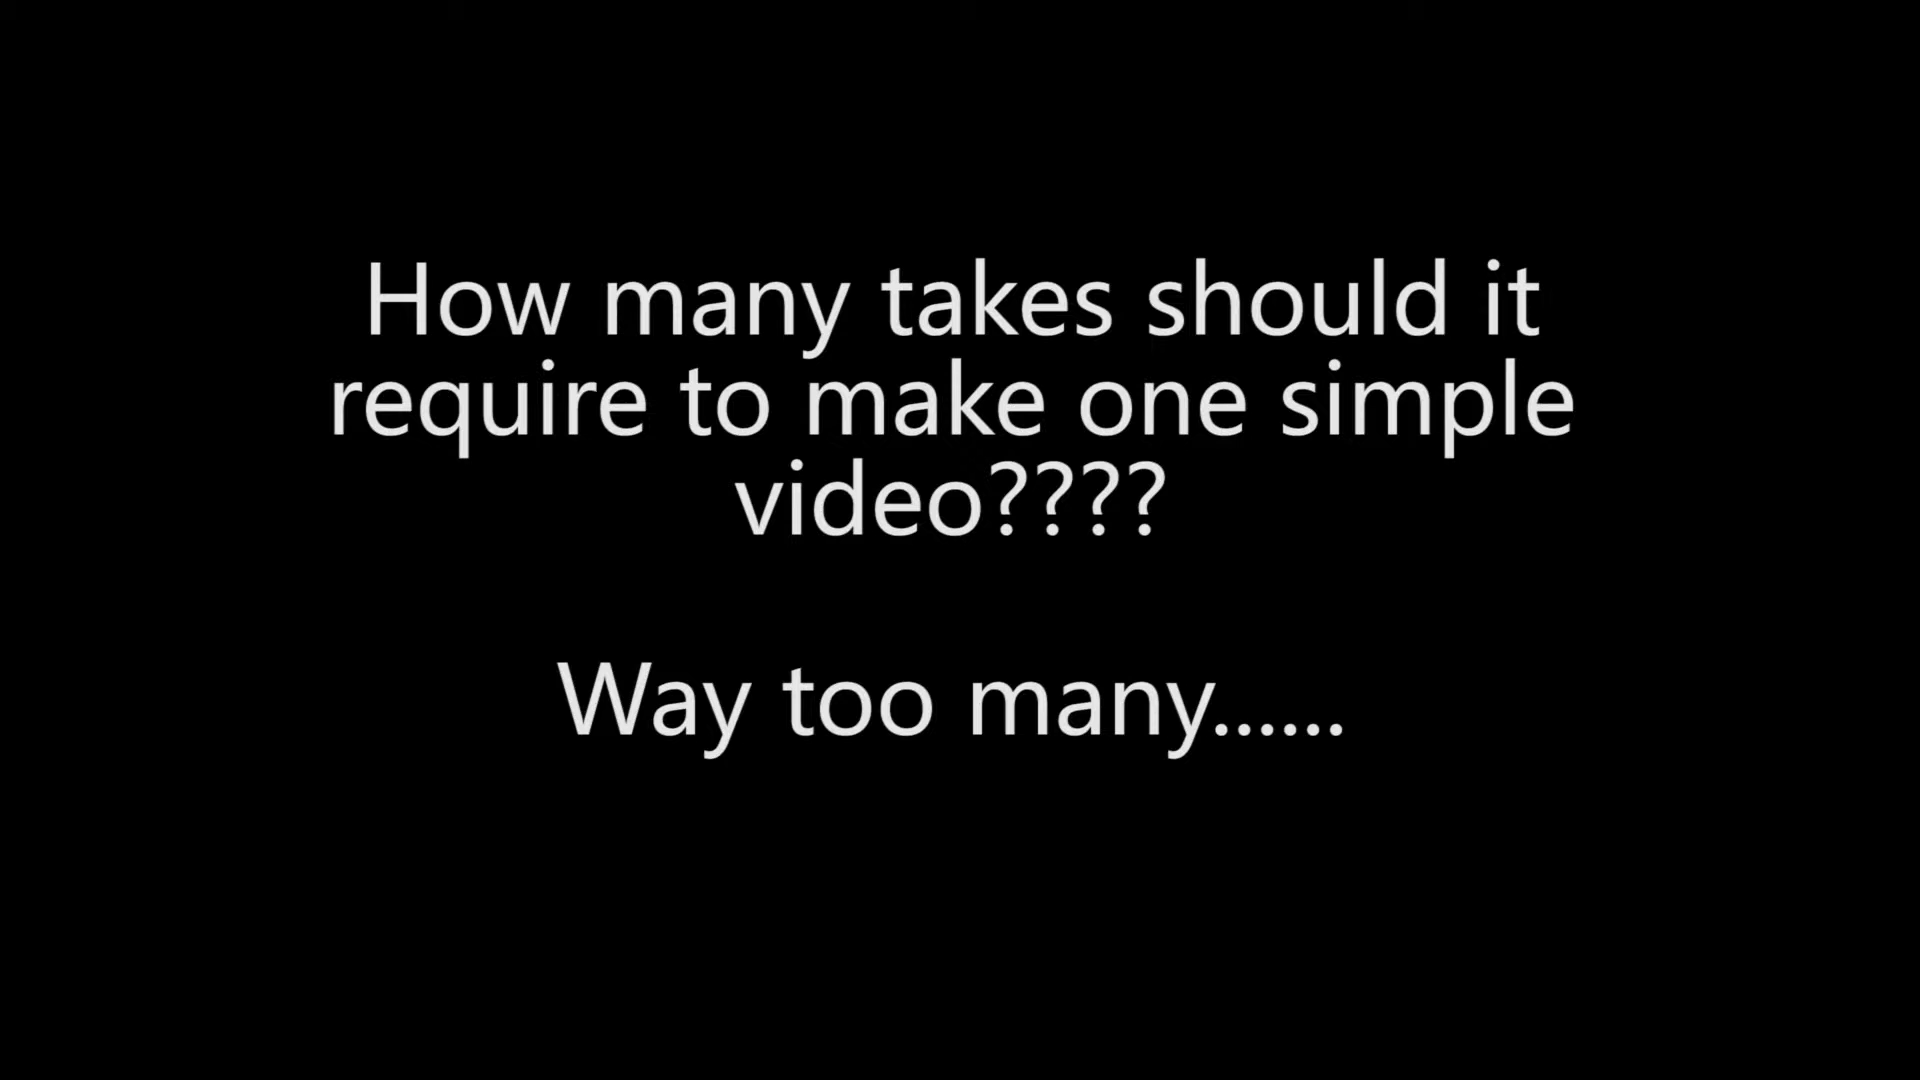 How many takes should it
require to make one simple
video????
Way too many......